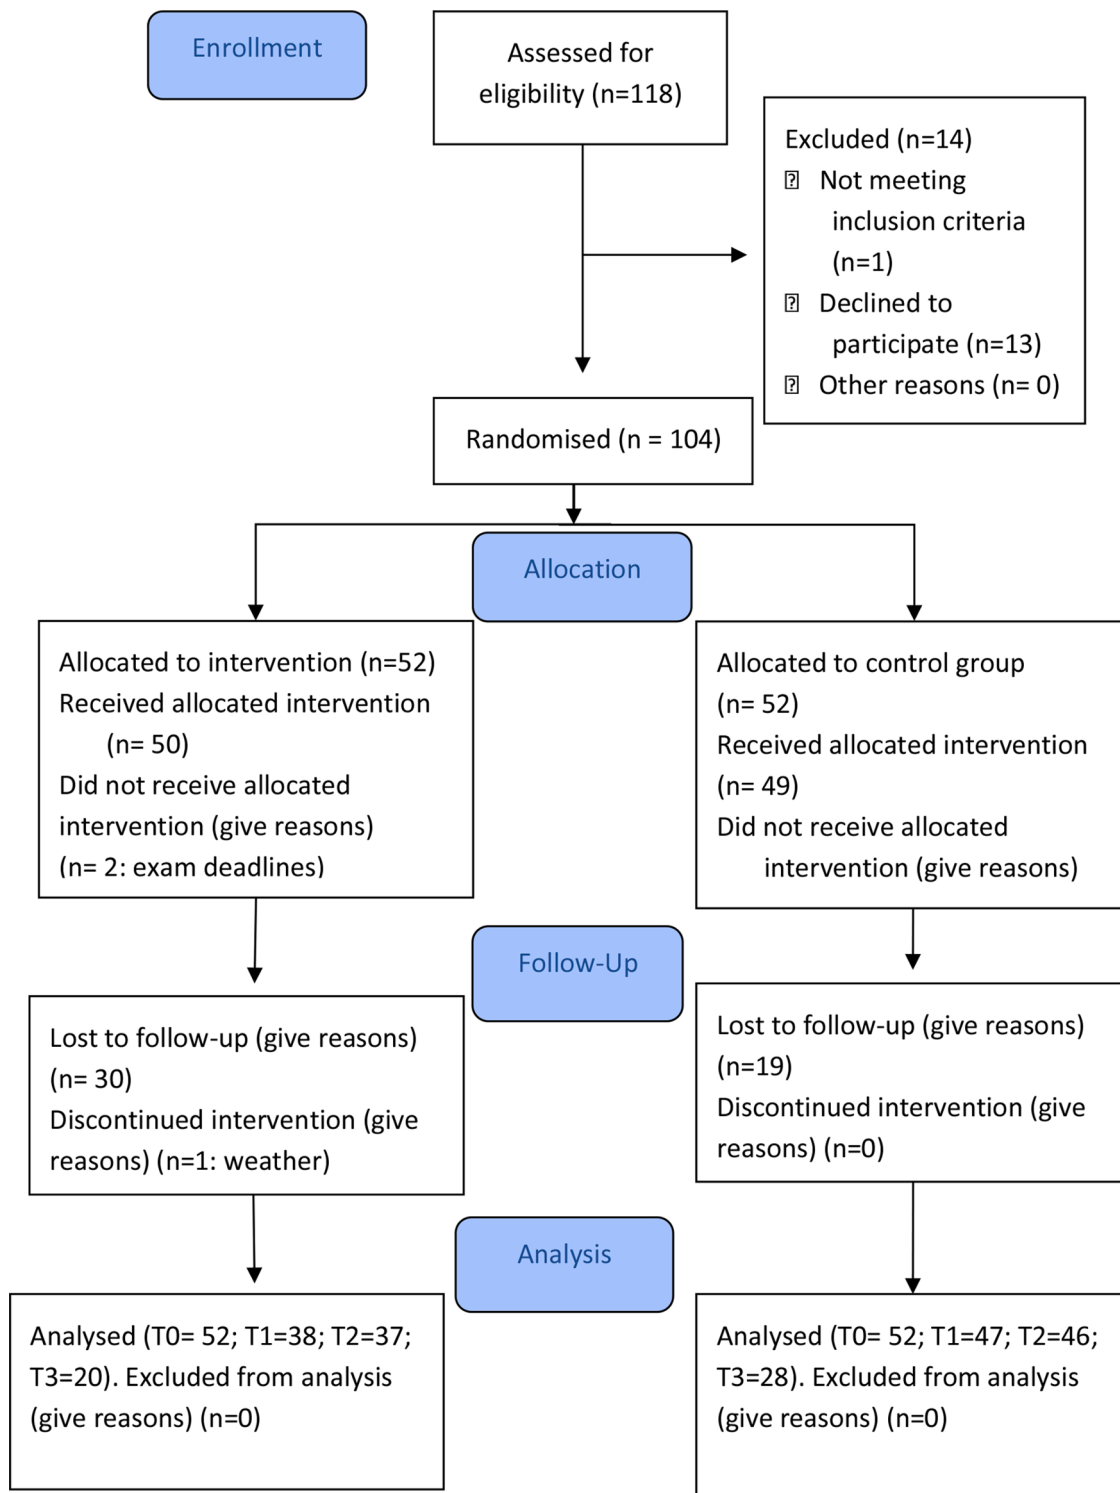 Enrollment
Assessed for
eligibility (n=118)
Excluded (n=14)
Not meeting
inclusion criteria
(n=1)
Declined to
participate (n=13)
Other reasons (n= 0)
Randomised (n = 104)
Allocation
Allocated to intervention (n=52)
Received allocated intervention
(n= 50)
Did not receive allocated
intervention (give reasons)
(n= 2: exam deadlines)
Allocated to control group
(n= 52)
Received allocated intervention
(n= 49)
Did not receive allocated
intervention (give reasons)
Follow-Up
Lost to follow-up (give reasons)
(n= 30)
Discontinued intervention (give
reasons) (n=1: weather)
Lost to follow-up (give reasons)
(n=19)
Discontinued intervention (give
reasons) (n=0)
Analysis
Analysed (T0= 52; T1=38; T2=37;
T3=20). Excluded from analysis
(give reasons) (n=0)
Analysed (T0= 52; T1=47; T2=46;
T3=28). Excluded from analysis
(give reasons) (n=0)